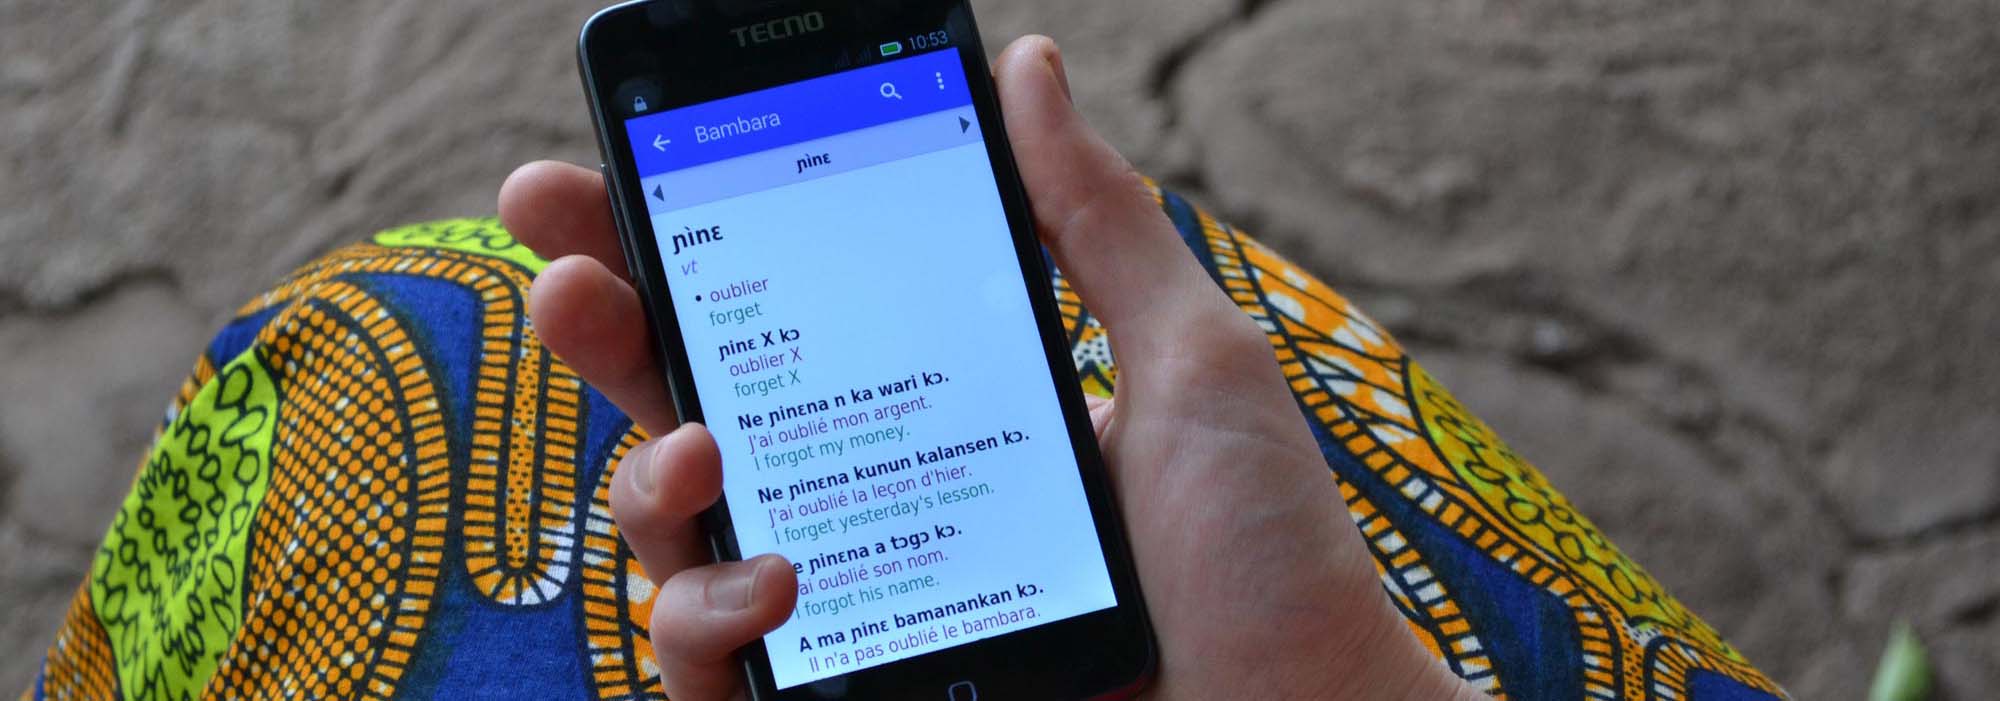 TECNO
10:53
Bambara
ɲìnɛ
ɲìnɛ
vt
• oublier
forget
ɲinɛ X kɔ
oublier X
forget X
Ne ɲinɛna n ka wari kɔ.
J'ai oublié mon argent.
I forgot my money.
Ne ɲinɛna kunun kalansen kɔ.
J'ai oublié la leçon d'hier.
I forget yesterday's lesson.
e ɲinɛna a tɔgɔ kɔ.
ai oublié son nom.
I forgot his name.
A ma ɲinɛ bamanankan kɔ.
Il n'a pas oublié le bambara.